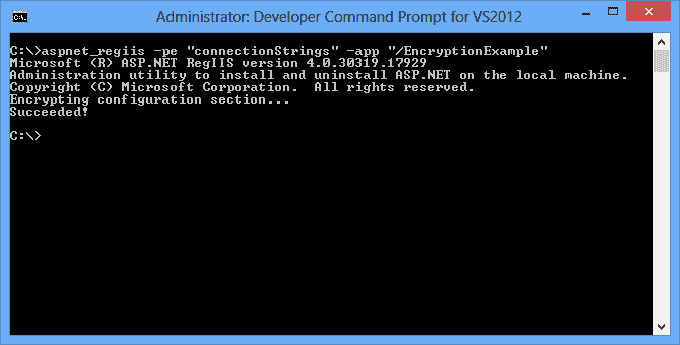 Administrator: Developer Command Prompt for VS2012
C:\>aspnet_regiis -pe "connectionStrings" -app "/EncryptionExample"
Microsoft (R) ASP.NET RegIIS version 4.0.30319.17929
Administration utility to install and uninstall ASP.NET on the local machine.
Copyright (C) Microsoft Corporation.  All rights reserved.
Encrypting configuration section...
Succeeded!
C:\>